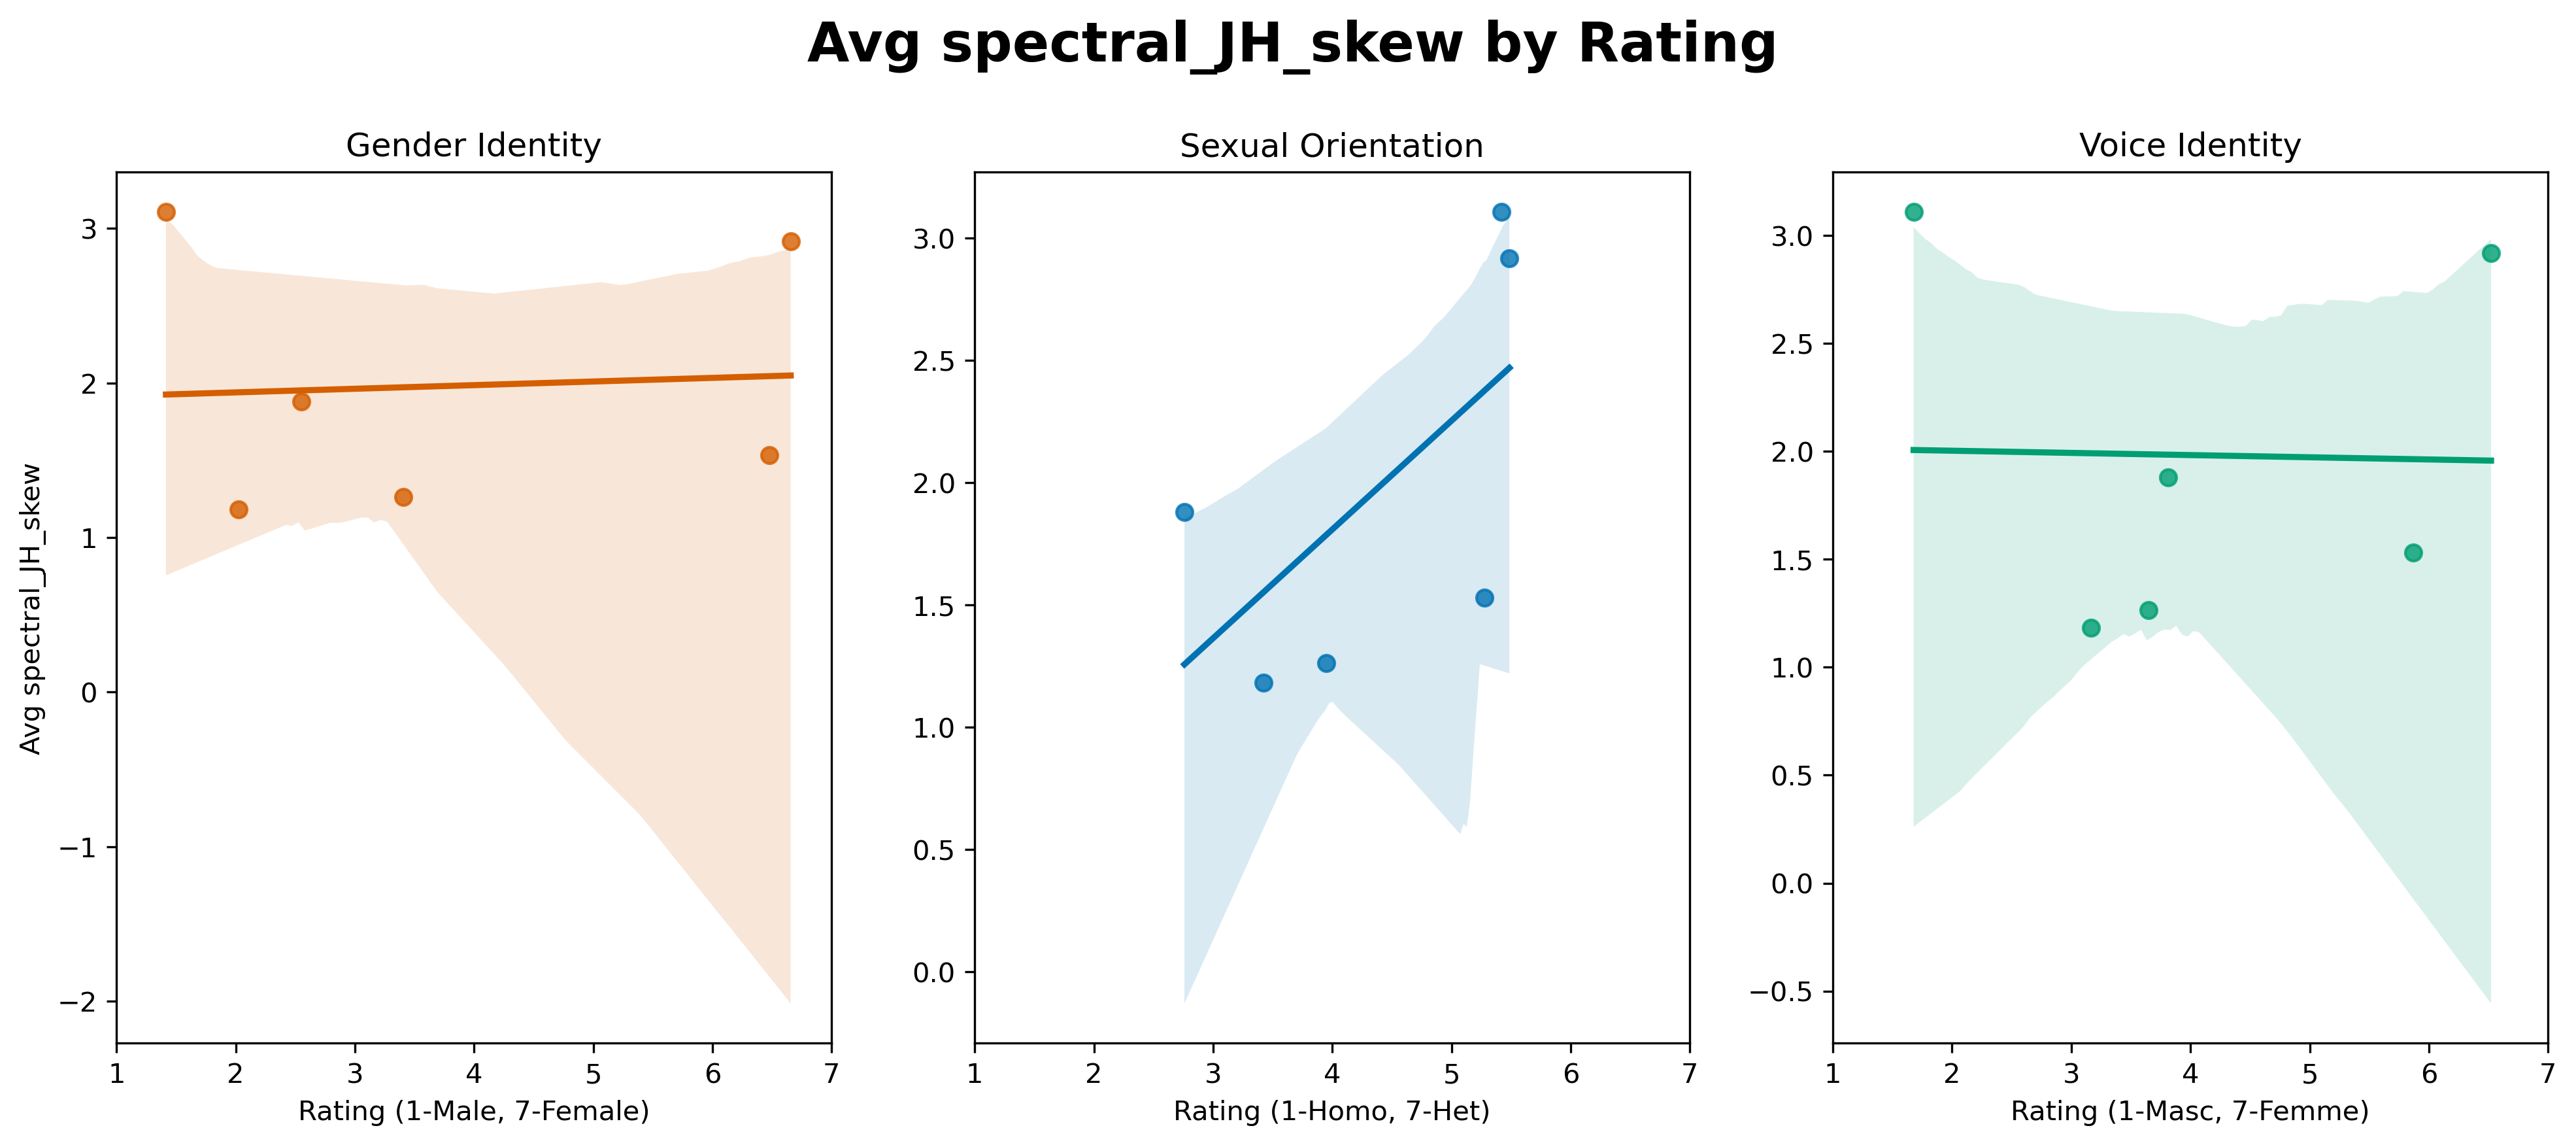 Avg spectral_JH_skew by Rating
Gender Identity
Sexual Orientation
Voice Identity
Avg spectral_JH_skew
3
2
1
0
−1
−2
1 2 3 4 5 6 7
Rating (1-Male, 7-Female)
3.0
2.5
2.0
1.5
1.0
0.5
0.0
1 2 3 4 5 6 7
Rating (1-Homo, 7-Het)
3.0
2.5
2.0
1.5
1.0
0.5
0.0
−0.5
1 2 3 4 5 6 7
Rating (1-Masc, 7-Femme)